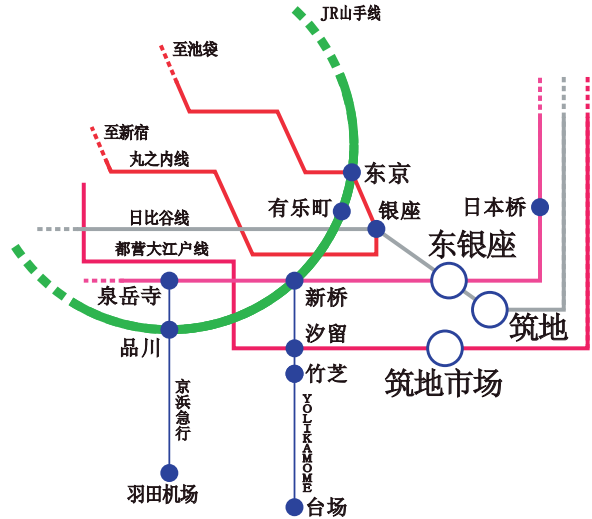 JR山手线
至池袋
至新宿
丸之内线
东京
有乐町
银座
日本桥
日比谷线
东银座
都营大江户线
泉岳寺
新桥
筑地
品川
汐留
竹芝
筑地市场
京浜急行
YOLIKAMOME
羽田机场
台场